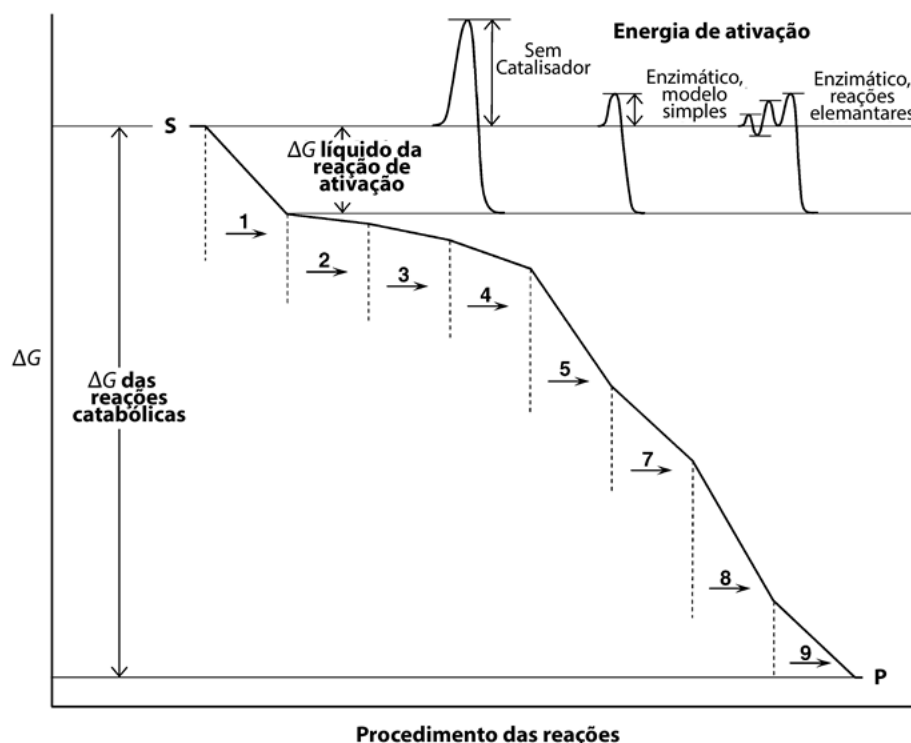 Energia de ativação
Sem
Catalisador
Enzimático,
modelo
simples
Enzimático,
reações
elemantares
S
ΔG líquido da
reação de
ativação
1
2
3
4
5
7
8
9
ΔG
ΔG das
reações
catabólicas
P
Procedimento das reações